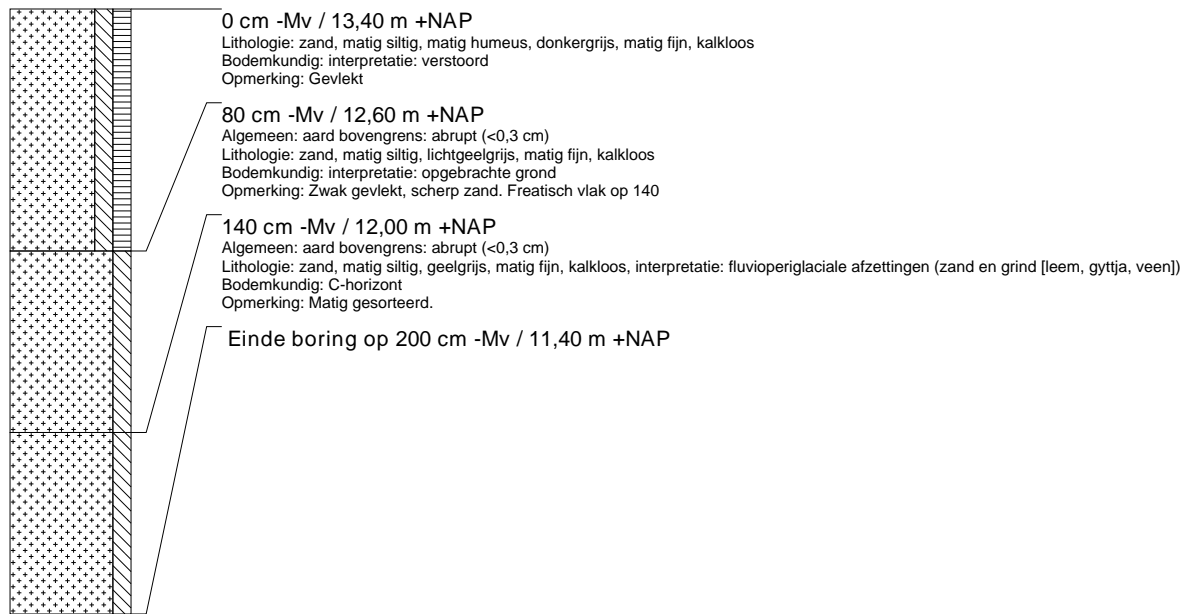 0 cm -Mv / 13,40 m +NAP
Lithologie: zand, matig siltig, matig humeus, donkergrijs, matig fijn, kalkloos
Bodemkundig: interpretatie: verstoord
Opmerking: Gevlekt
80 cm -Mv / 12,60 m +NAP
Algemeen: aard bovengrens: abrupt (<0,3 cm)
Lithologie: zand, matig siltig, lichtgeelgrijs, matig fijn, kalkloos
Bodemkundig: interpretatie: opgebrachte grond
Opmerking: Zwak gevlekt, scherp zand. Freatisch vlak op 140
140 cm -Mv / 12,00 m +NAP
Algemeen: aard bovengrens: abrupt (<0,3 cm)
Lithologie: zand, matig siltig, geelgrijs, matig fijn, kalkloos, interpretatie: fluvioperiglaciale afzettingen (zand en grind [leem, gyttja, veen])
Bodemkundig: C-horizont
Opmerking: Matig gesorteerd.
Einde boring op 200 cm -Mv / 11,40 m +NAP